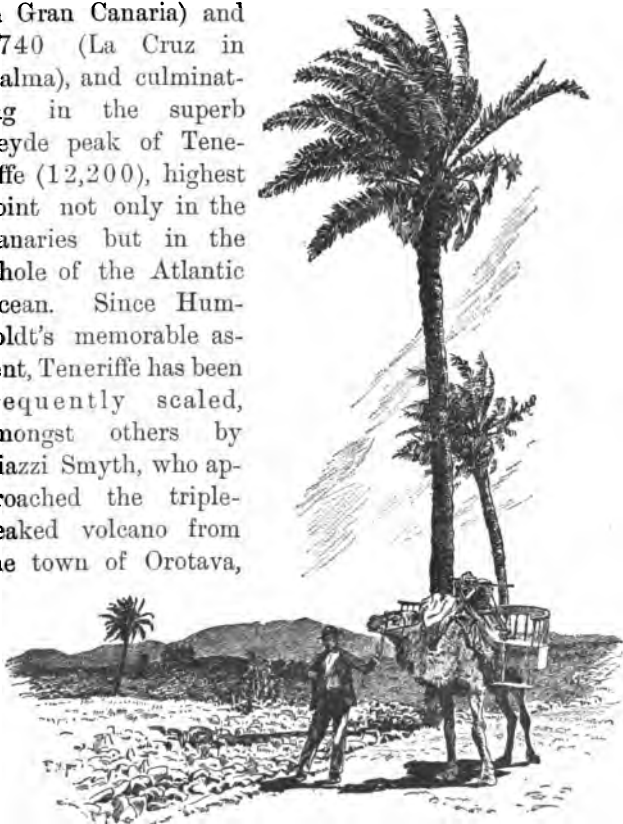 Gran Canaria) and
740 (La Cruz in
alma), and culminat-
g in the superb
eyde peak of Tene-
ffe (12,200), highest
oint not only in the
anaries but in the
hole of the Atlantic
cean. Since Hum-
oldt's memorable as-
ent, Teneriffe has been
equently scaled,
mongst others by
iazzi Smyth, who ap-
roached the triple-
eaked volcano from
e town of Orotava,